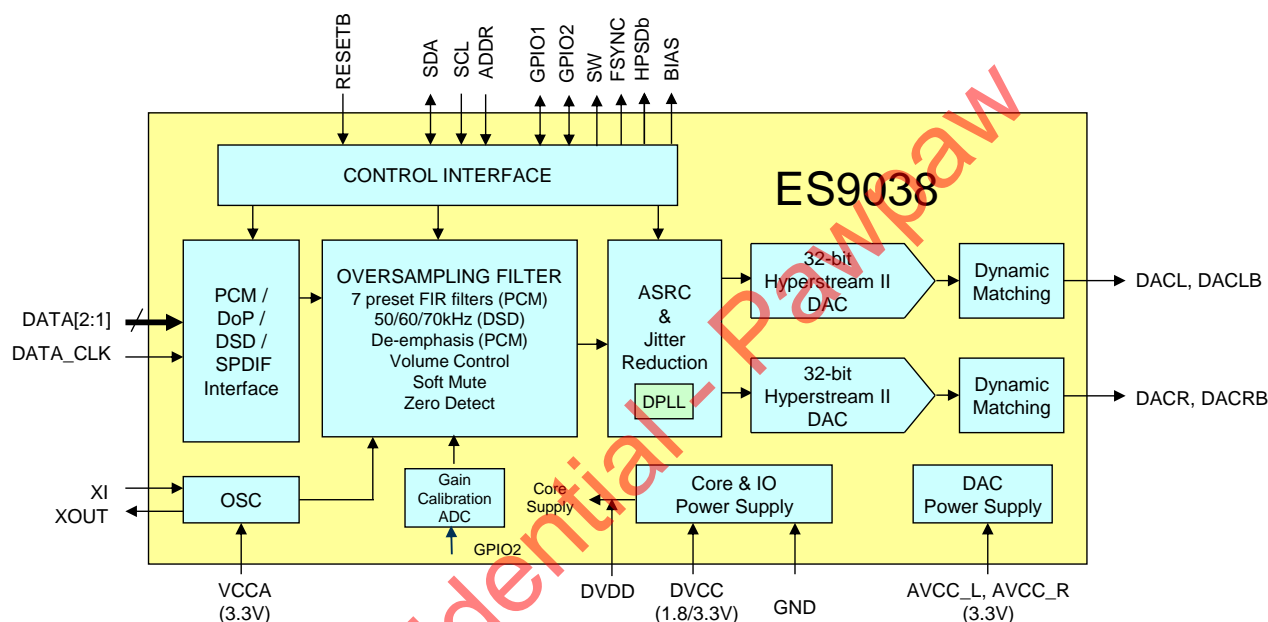 RESETB
SDA
SCL
ADDR
GPIO1
GPIO2
SW
FSYNC
HPSDb
BIAS
CONTROL INTERFACE
ES9038
DATA[2:1]
DATA_CLK
PCM /
DoP /
DSD /
SPDIF
Interface
OVERSAMPLING FILTER
7 preset FIR filters (PCM)
50/60/70kHz (DSD)
De-emphasis (PCM)
Volume Control
Soft Mute
Zero Detect
ASRC
&
Jitter
Reduction
DPLL
32-bit
Hyperstream II
DAC
Dynamic
Matching
DACL, DACLB
32-bit
Hyperstream II
DAC
Dynamic
Matching
DACR, DACRB
XI
XOUT
OSC
Gain
Calibration
ADC
GPIO2
Core
Supply
Core & IO
Power Supply
DAC
Power Supply
VCCA
(3.3V)
DVDD
DVCC
(1.8/3.3V)
GND
AVCC_L, AVCC_R
(3.3V)
idential - Pawpaw